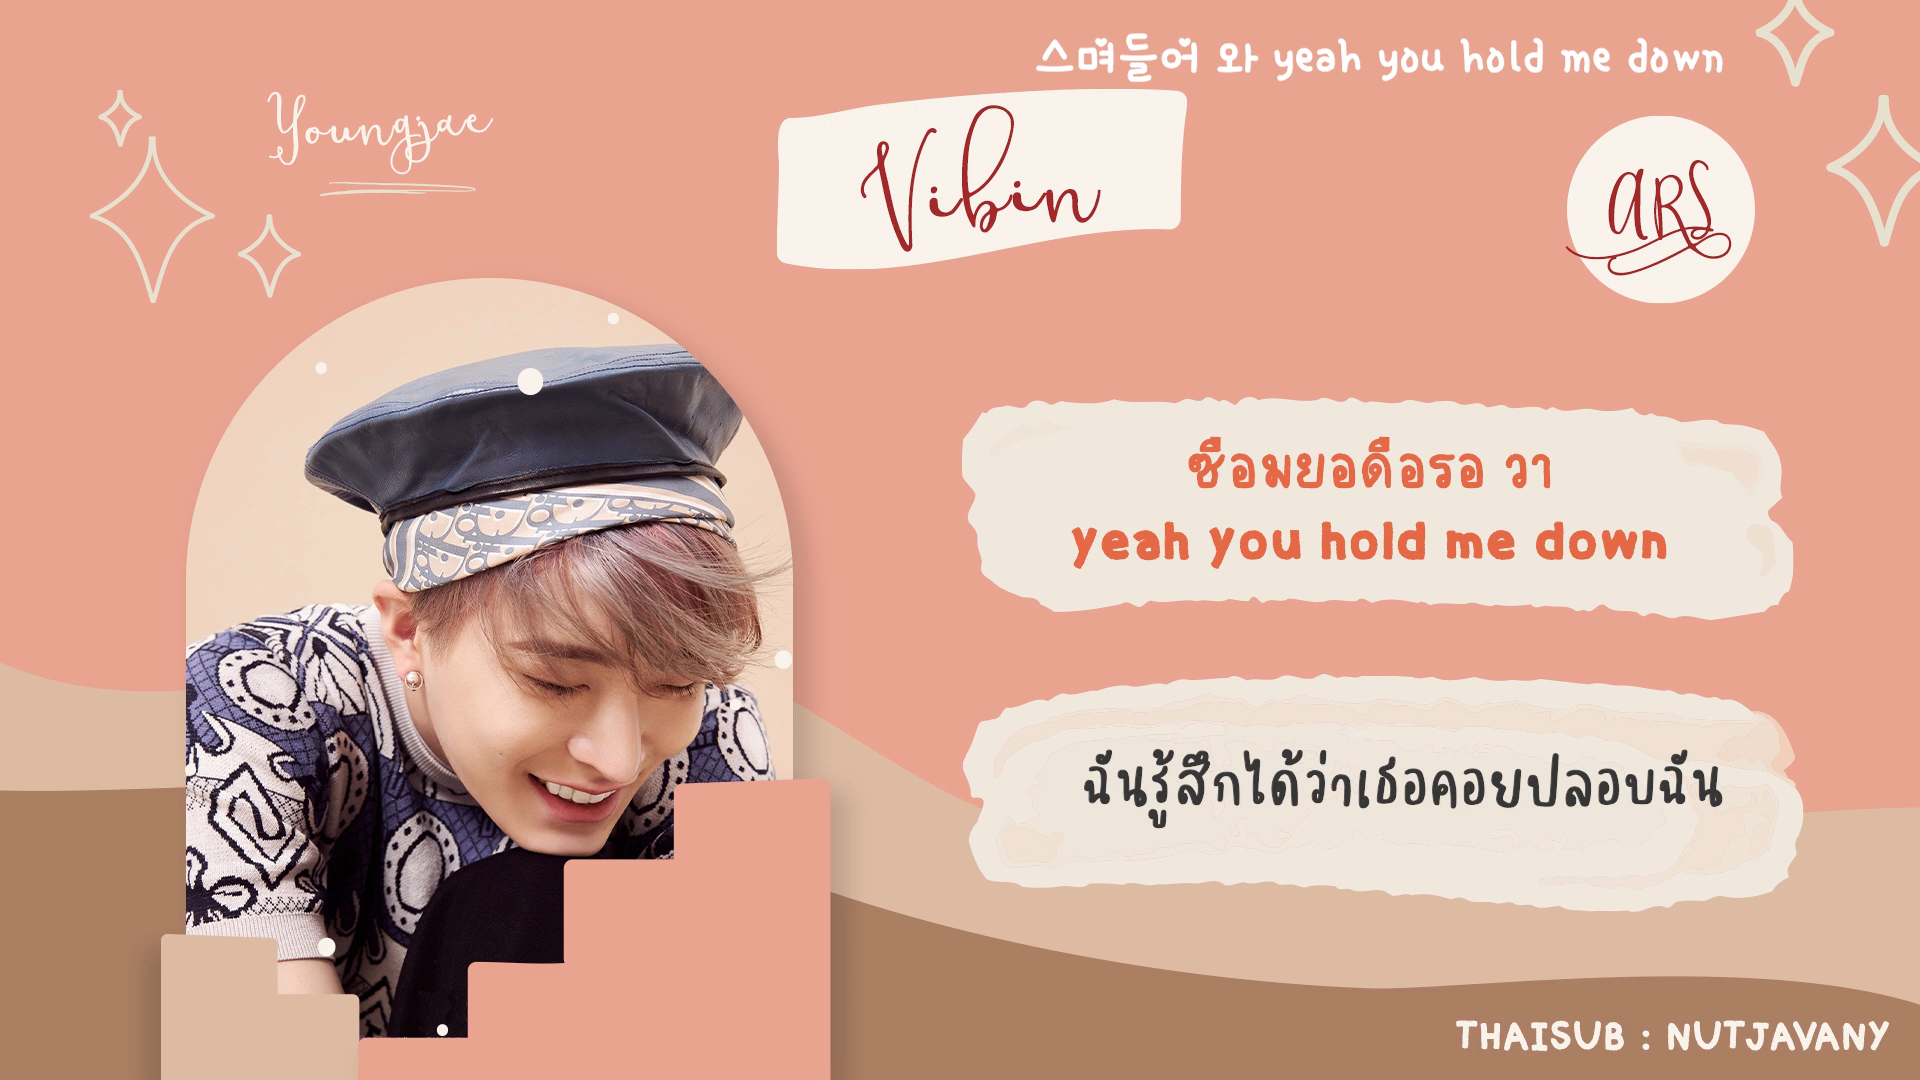 스며들어 와 yeah you hold me down
Youngjae
Vibin
ARS
ซือมยอดือรอ วา
yeah you hold me down
ฉันรู้สึกได้ว่าเธอคอยปลอบฉัน
THAISUB : NUTJAVANY